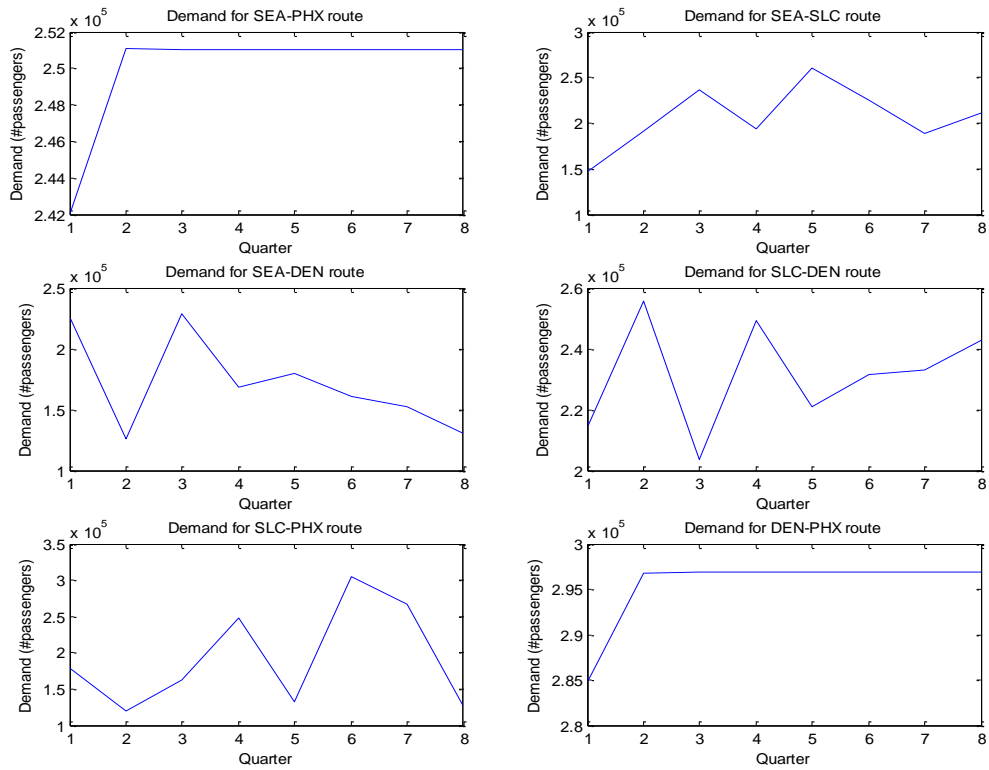 Demand for SEA-PHX route
x 10^5
2.52
2.5
2.48
2.46
2.44
2.42
Demand (#passengers)
1 2 3 4 5 6 7 8
Quarter
Demand for SEA-SLC route
x 10^5
3
2.5
2
1.5
1
Demand (#passengers)
1 2 3 4 5 6 7 8
Quarter
Demand for SEA-DEN route
x 10^5
2.5
2
1.5
1
Demand (#passengers)
1 2 3 4 5 6 7 8
Quarter
Demand for SLC-DEN route
x 10^5
2.6
2.4
2.2
2
Demand (#passengers)
1 2 3 4 5 6 7 8
Quarter
Demand for SLC-PHX route
x 10^5
3.5
3
2.5
2
1.5
1
Demand (#passengers)
1 2 3 4 5 6 7 8
Quarter
Demand for DEN-PHX route
x 10^5
3
2.95
2.9
2.85
2.8
Demand (#passengers)
1 2 3 4 5 6 7 8
Quarter